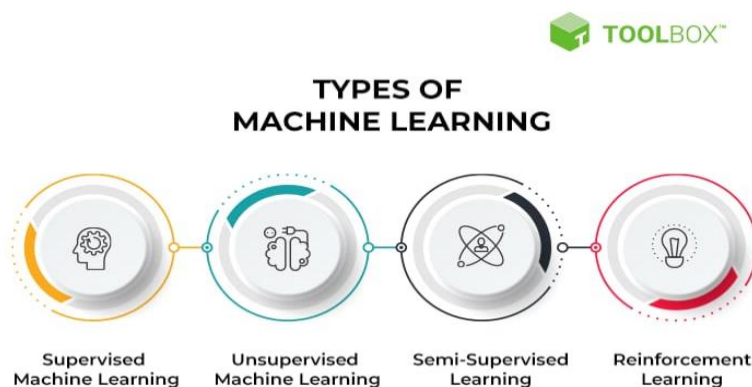 TOOLBOX™
TYPES OF
MACHINE LEARNING
Supervised
Machine Learning
Unsupervised
Machine Learning
Semi-Supervised
Learning
Reinforcement
Learning